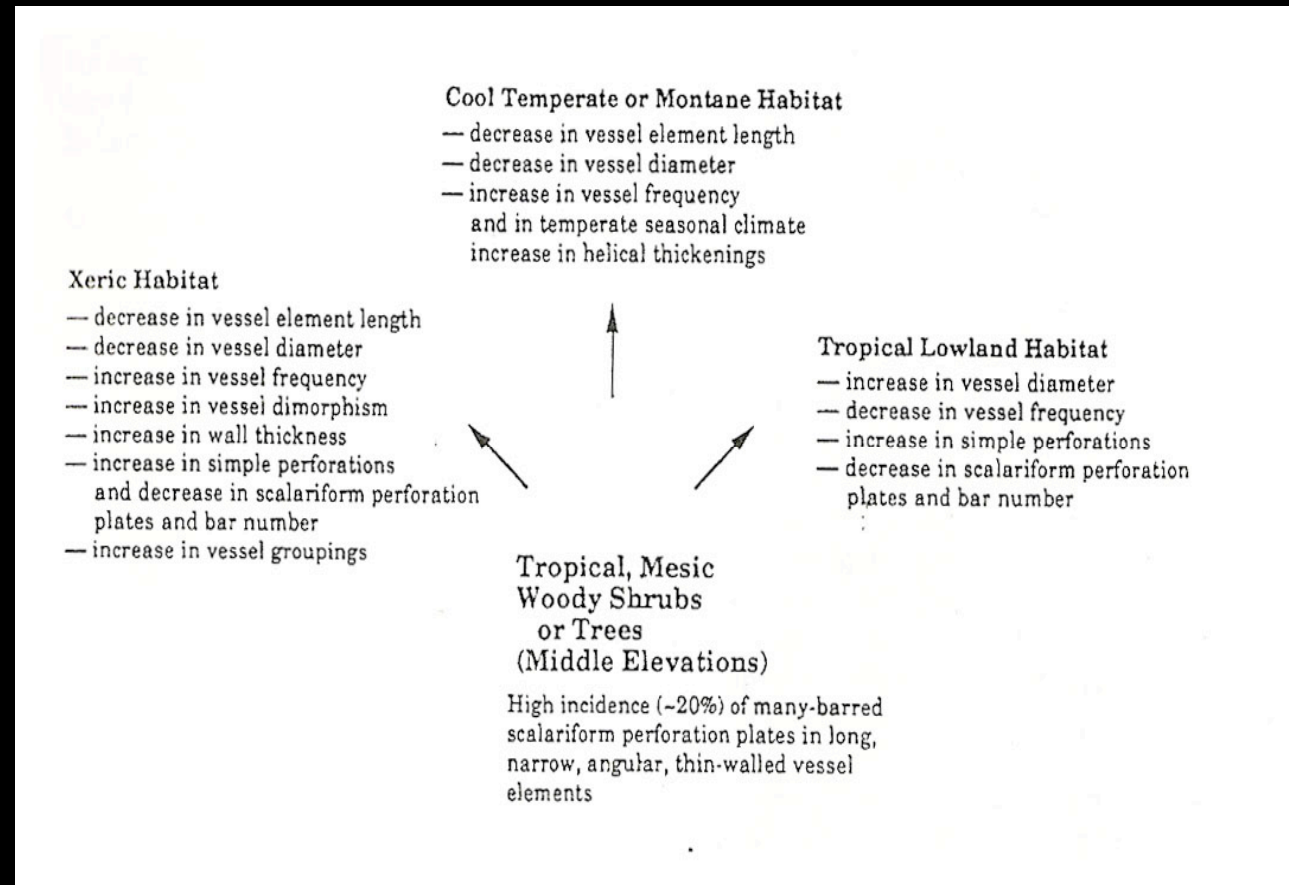 Cool Temperate or Montane Habitat
— decrease in vessel element length
— decrease in vessel diameter
— increase in vessel frequency
and in temperate seasonal climate
increase in helical thickenings
Xeric Habitat
— decrease in vessel element length
— decrease in vessel diameter
— increase in vessel frequency
— increase in vessel dimorphism
— increase in wall thickness
— increase in simple perforations
and decrease in scalariform perforation
plates and bar number
— increase in vessel groupings
Tropical Lowland Habitat
— increase in vessel diameter
— decrease in vessel frequency
— increase in simple perforations
— decrease in scalariform perforation
plates and bar number
Tropical, Mesic
Woody Shrubs
or Trees
(Middle Elevations)
High incidence (~20%) of many-barred
scalariform perforation plates in long,
narrow, angular, thin-walled vessel
elements